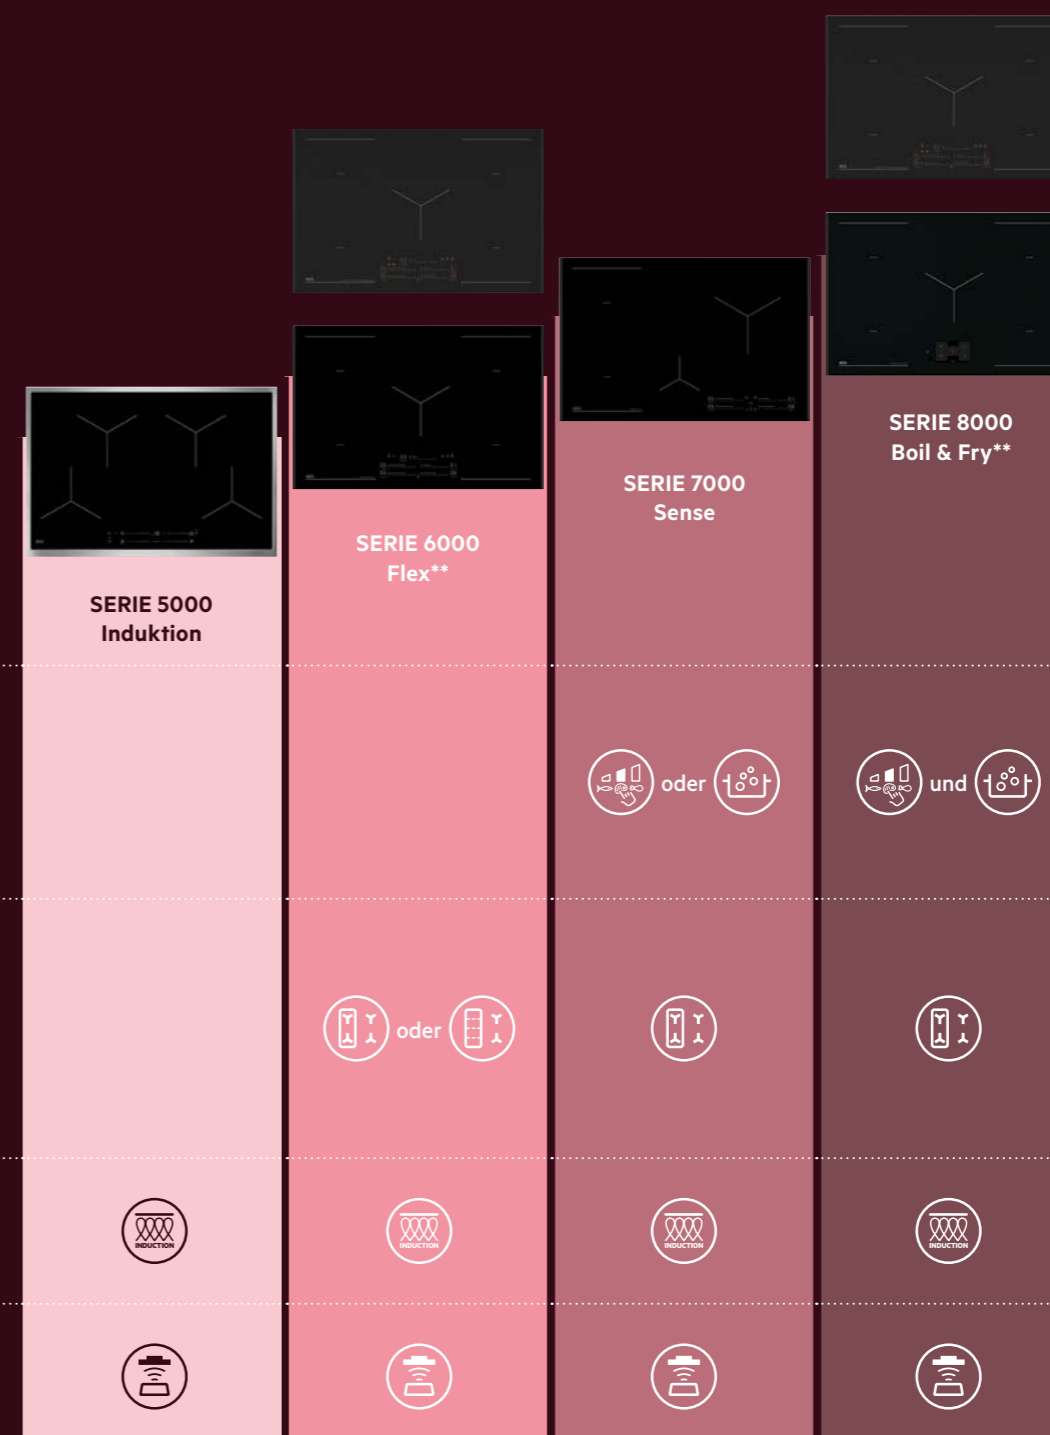 SERIE 8000
Boil & Fry**
SERIE 7000
Sense
SERIE 6000
Flex**
SERIE 5000
Induktion
oder
und
oder
INDUCTION
INDUCTION
INDUCTION
INDUCTION